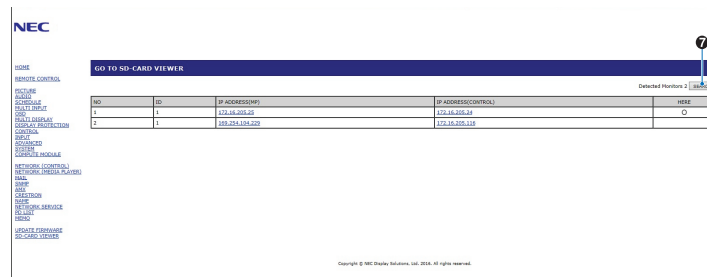 NEC
7
HOME
REMOTE CONTROL
PICTURE
AUDIO
SCHEDULE
MULTI INPUT
OSD
MULTI DISPLAY
DISPLAY PROTECTION
CONTROL
INPUT
ADVANCED
SYSTEM
COMPUTE MODULE
NETWORK (CONTROL)
NETWORK (MEDIA PLAYER)
MAIL
SNMP
AMX
CRESTRON
NAME
NETWORK SERVICE
PD LIST
MEMO
UPDATE FIRMWARE
SD-CARD VIEWER
GO TO SD-CARD VIEWER
Detected Monitors 2
NO ID IP ADDRESS(MP) IP ADDRESS(CONTROL) HERE
1 1 172.16.205.25 172.16.205.24 O
2 1 169.254.104.229 172.16.205.116
Copyright © NEC Display Solutions, Ltd. 2016. All rights reserved.